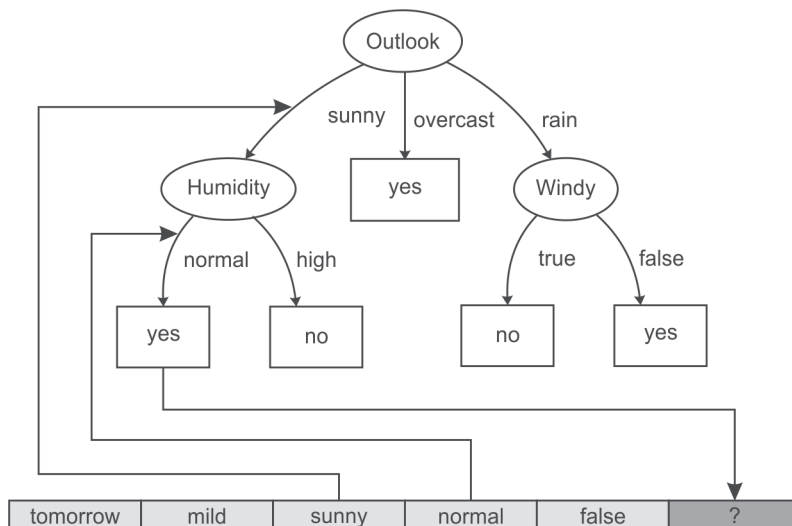 Outlook
sunny overcast rain
Humidity yes Windy
normal high true false
yes no no yes
tomorrow mild sunny normal false ?